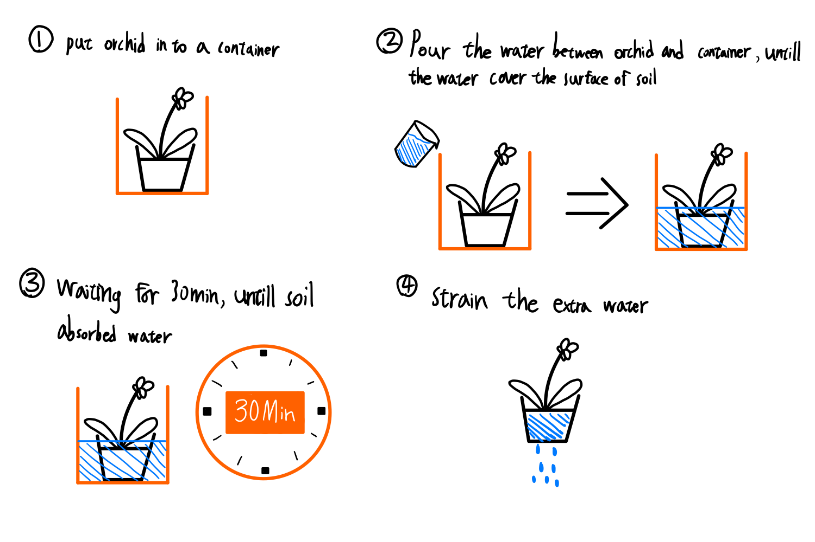 ① put orchid in to a container
② Pour the water between orchid and container, untill
the water cover the surface of soil
③ Waiting for 30min, untill soil
absorbed water
30Min
④ Strain the extra water